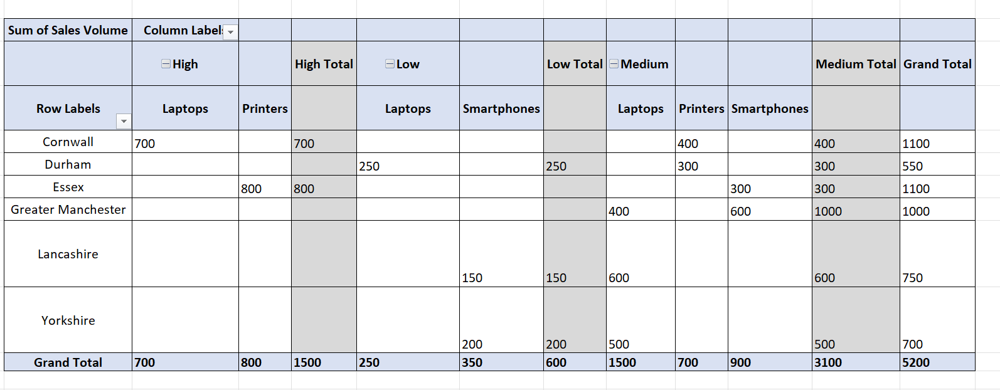 Sum of Sales Volume Column Labels
High High Total Low Low Total Medium Medium Total Grand Total
Row Labels Laptops Printers Laptops Smartphones Laptops Printers Smartphones
Cornwall 700 700 400 400 1100
Durham 250 250 300 300 550
Essex 800 800 300 300 1100
Greater Manchester 400 600 1000 1000
Lancashire 150 150 600 600 750
Yorkshire 200 200 500 500 700
Grand Total 700 800 1500 250 350 600 1500 700 900 3100 5200